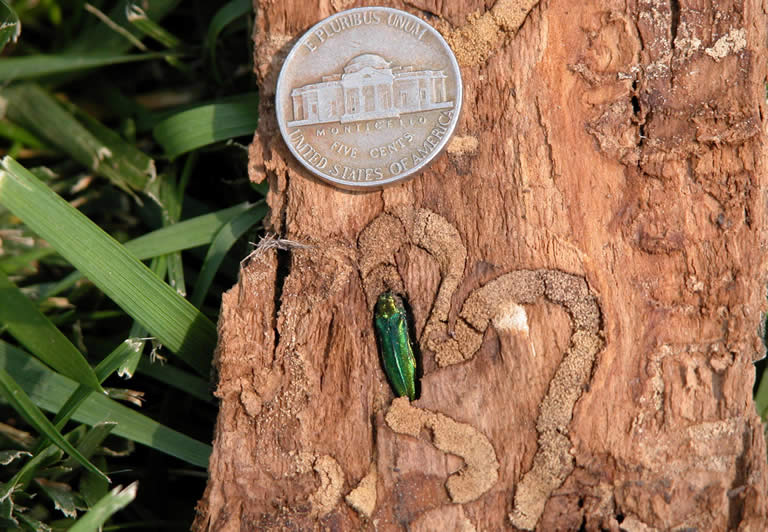 E PLURIBUS UNUM
MONTICELLO
FIVE CENTS
UNITED STATES OF AMERICA